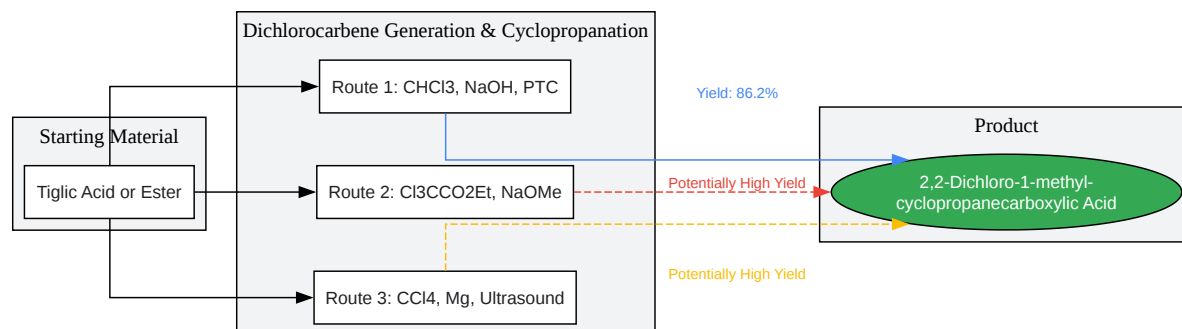 Dichlorocarbene Generation & Cyclopropanation
Route 1: CHCl3, NaOH, PTC
Yield: 86.2%
Starting Material
Product
Tiglic Acid or Ester
Route 2: Cl3CCO2Et, NaOMe
Potentially High Yield
2,2-Dichloro-1-methyl-
cyclopropanecarboxylic Acid
Route 3: CCl4, Mg, Ultrasound
Potentially High Yield